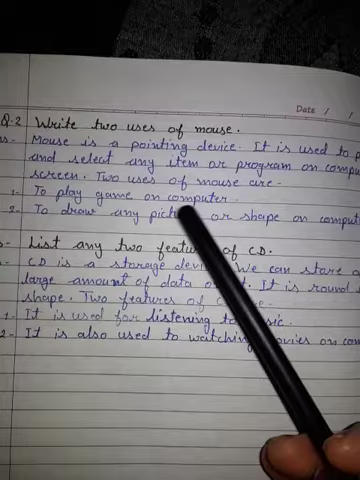 Date / /
Q.2 Write two uses of mouse.
Mouse is a pointing device. It is used to
and select any item or program on
screen. Two uses of mouse are-
1- To play game on computer.
2- To draw any or shape on
List any two of CD.
CD is a storage We can store a
large amount of data It is round
shape. Two features of
1. It is used for listening
2- It is also used to watching on